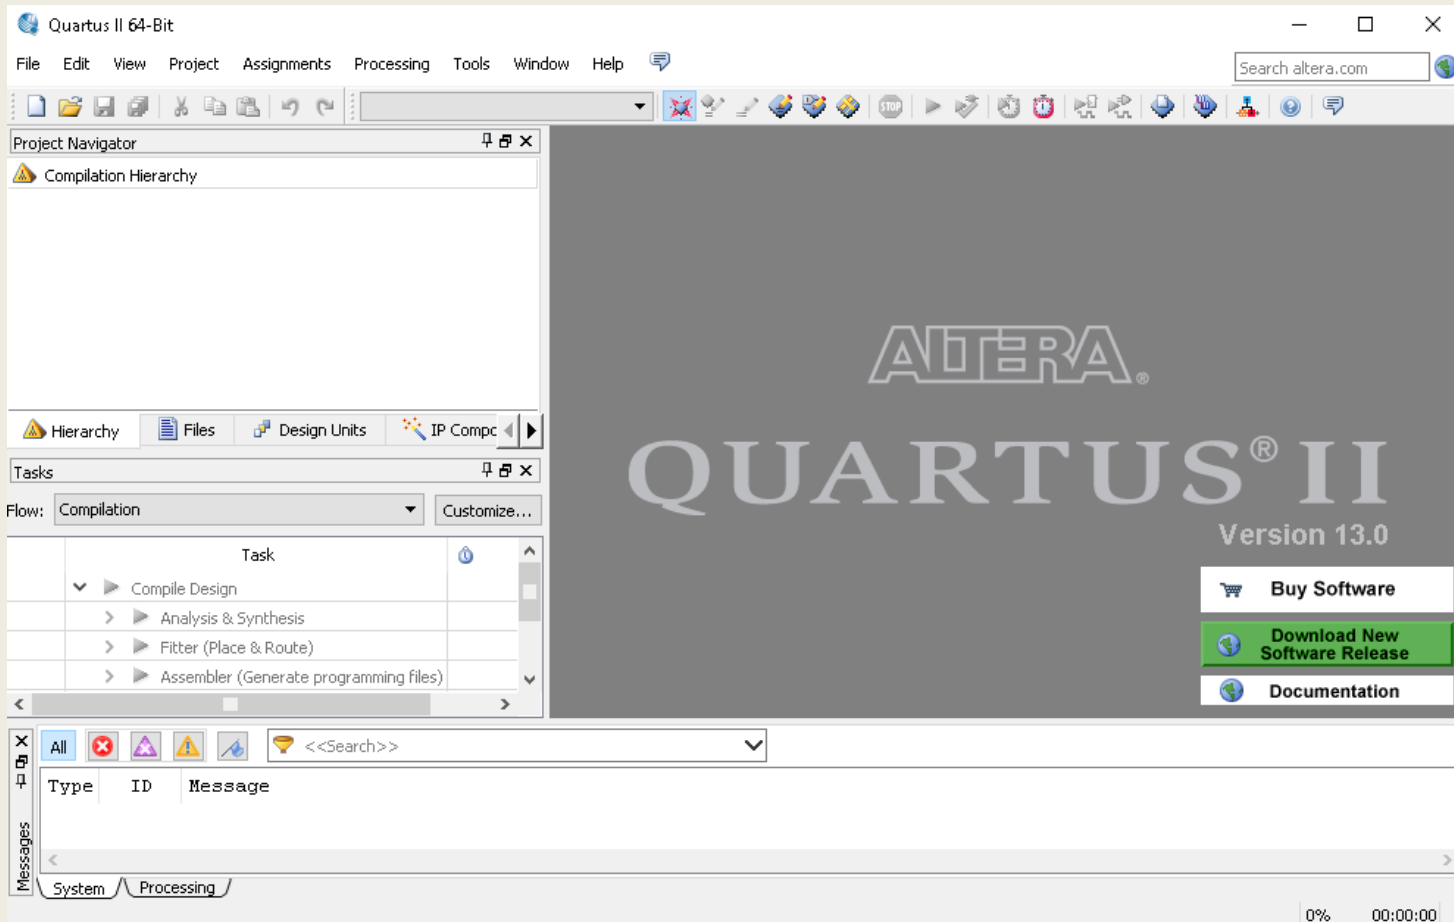 Quartus II 64-Bit
File Edit View Project Assignments Processing Tools Window Help
Search altera.com
STOP
Project Navigator
Compilation Hierarchy
Hierarchy Files Design Units IP Compc
Tasks
Flow: Compilation Customize...
Task
Compile Design
Analysis & Synthesis
Fitter (Place & Route)
Assembler (Generate programming files)
ALTERA®
QUARTUS® II
Version 13.0
Buy Software
Download New
Software Release
Documentation
All <<Search>>
Type ID Message
Messages
System Processing
0% 00:00:00